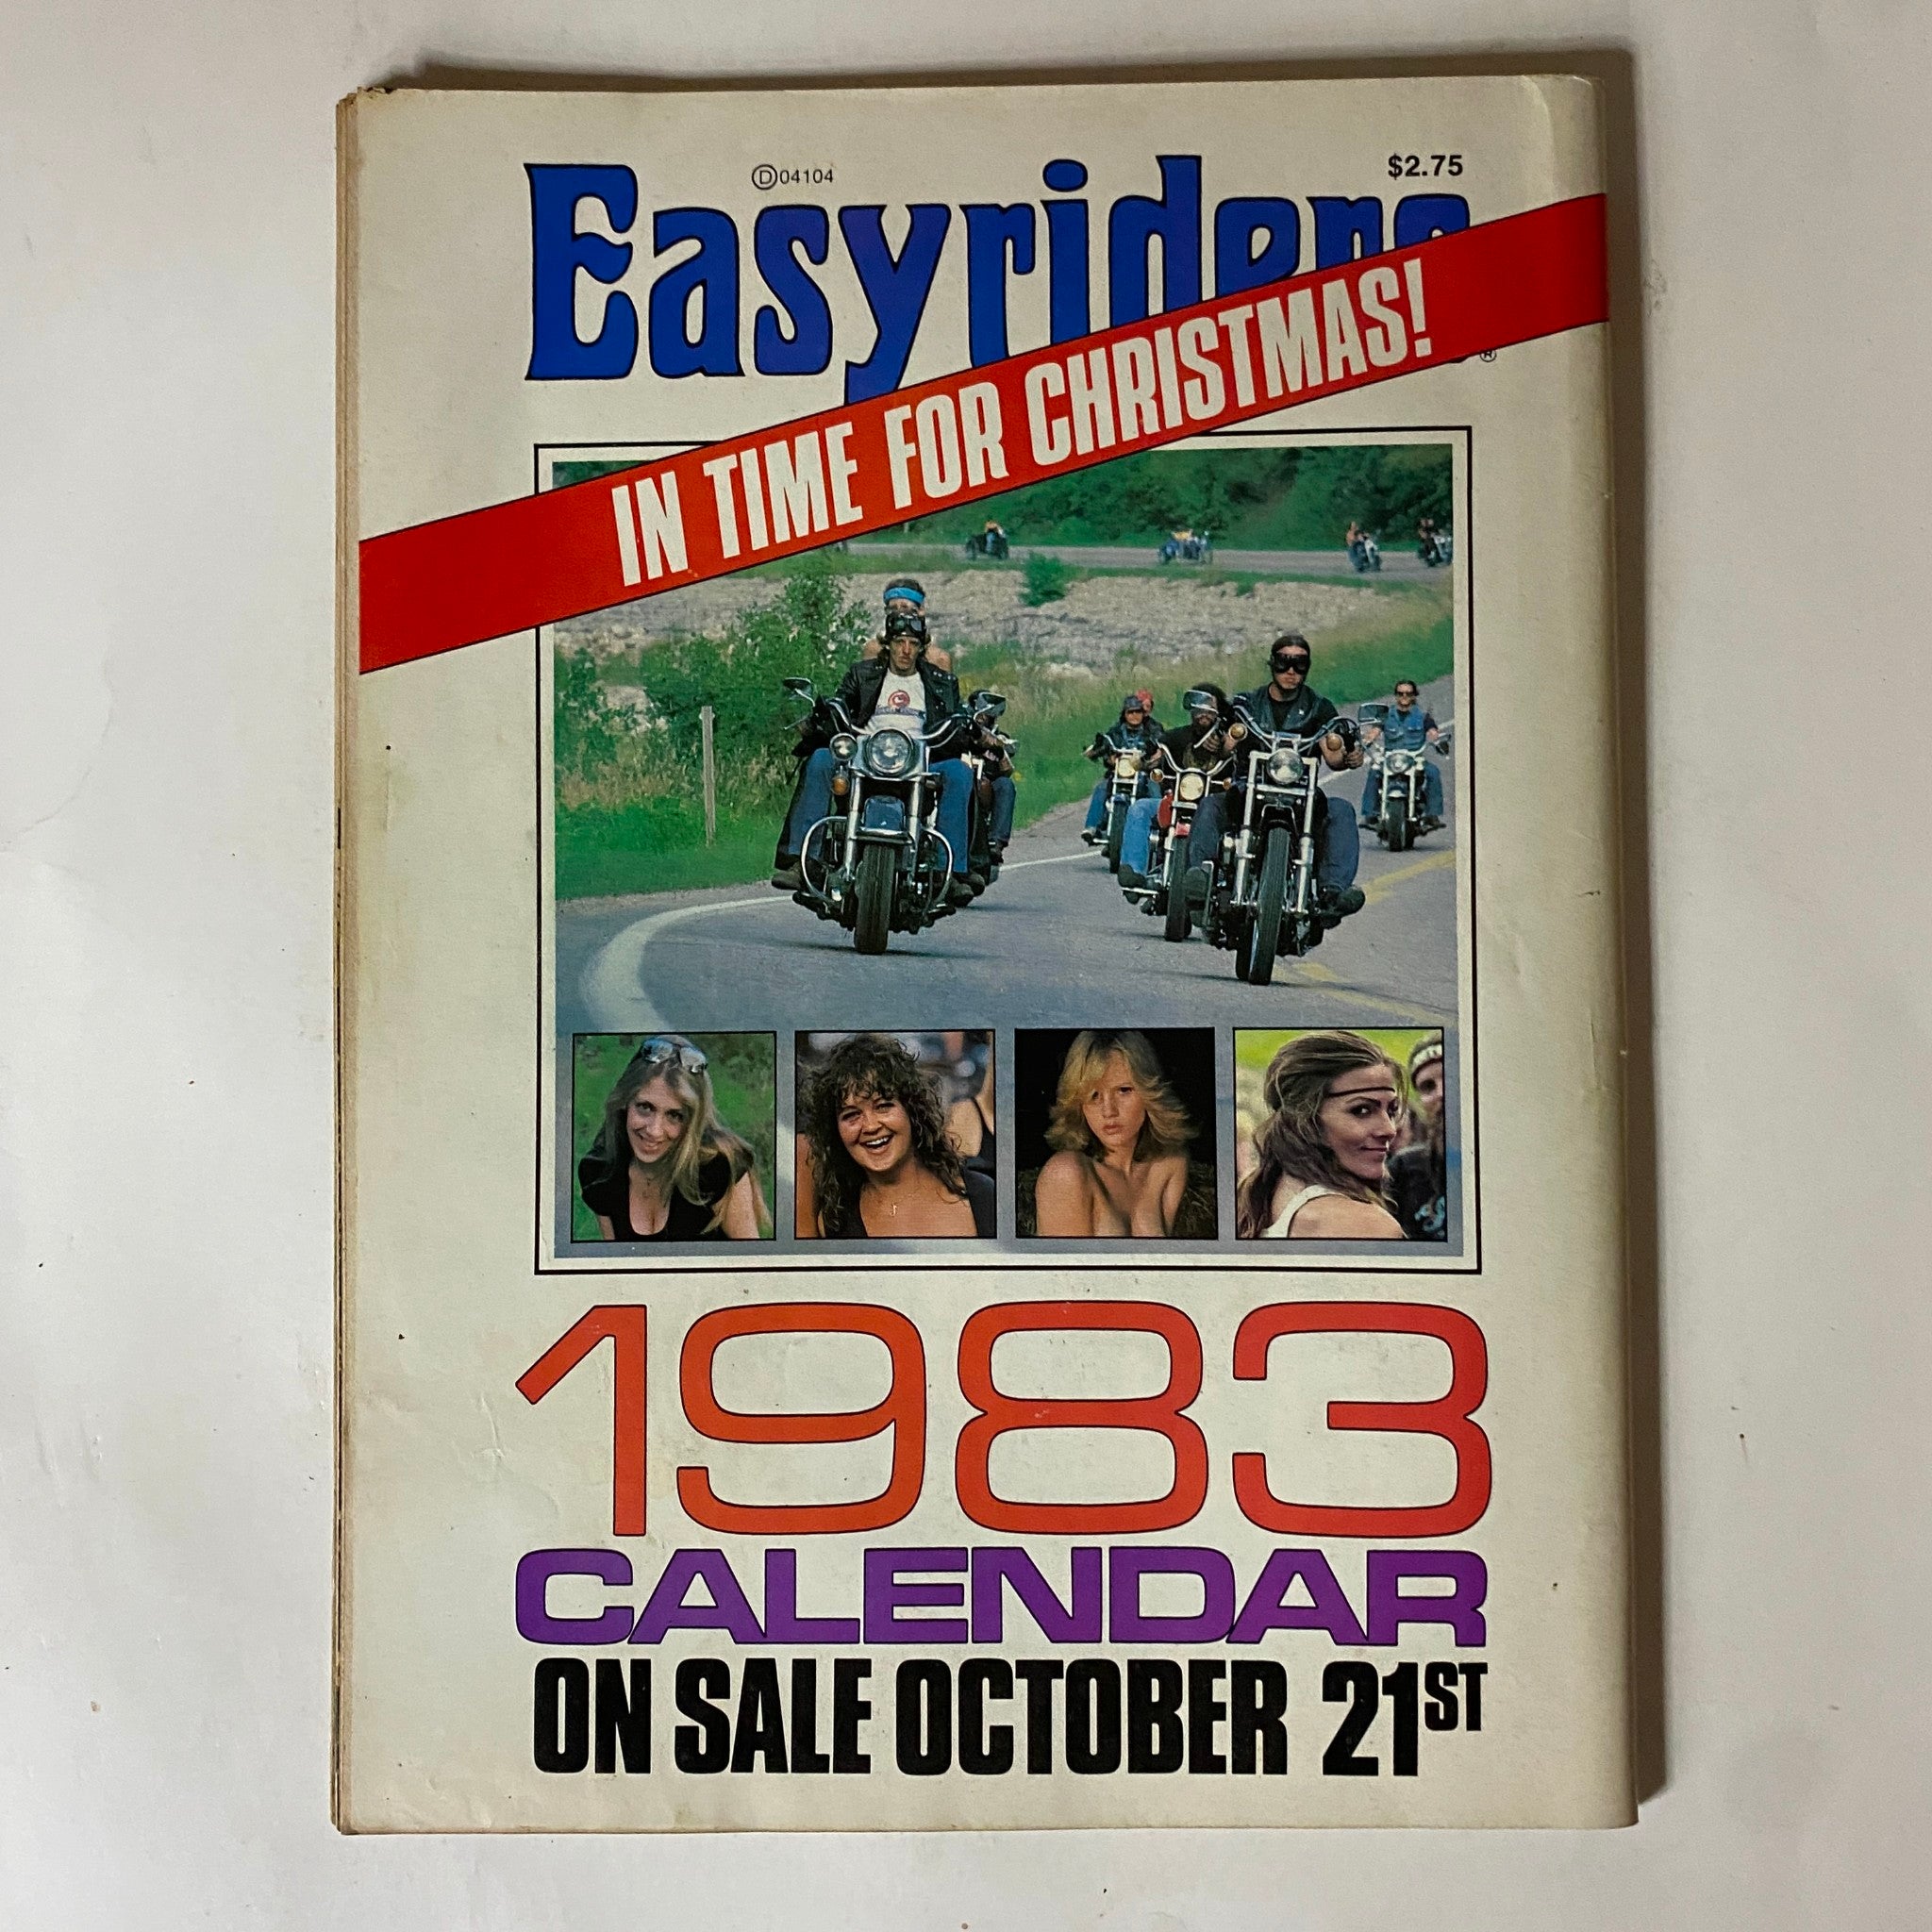 Ⓓ04104
$2.75
Easyriders
®
IN TIME FOR CHRISTMAS!
1983
CALENDAR
ON SALE OCTOBER 21ST